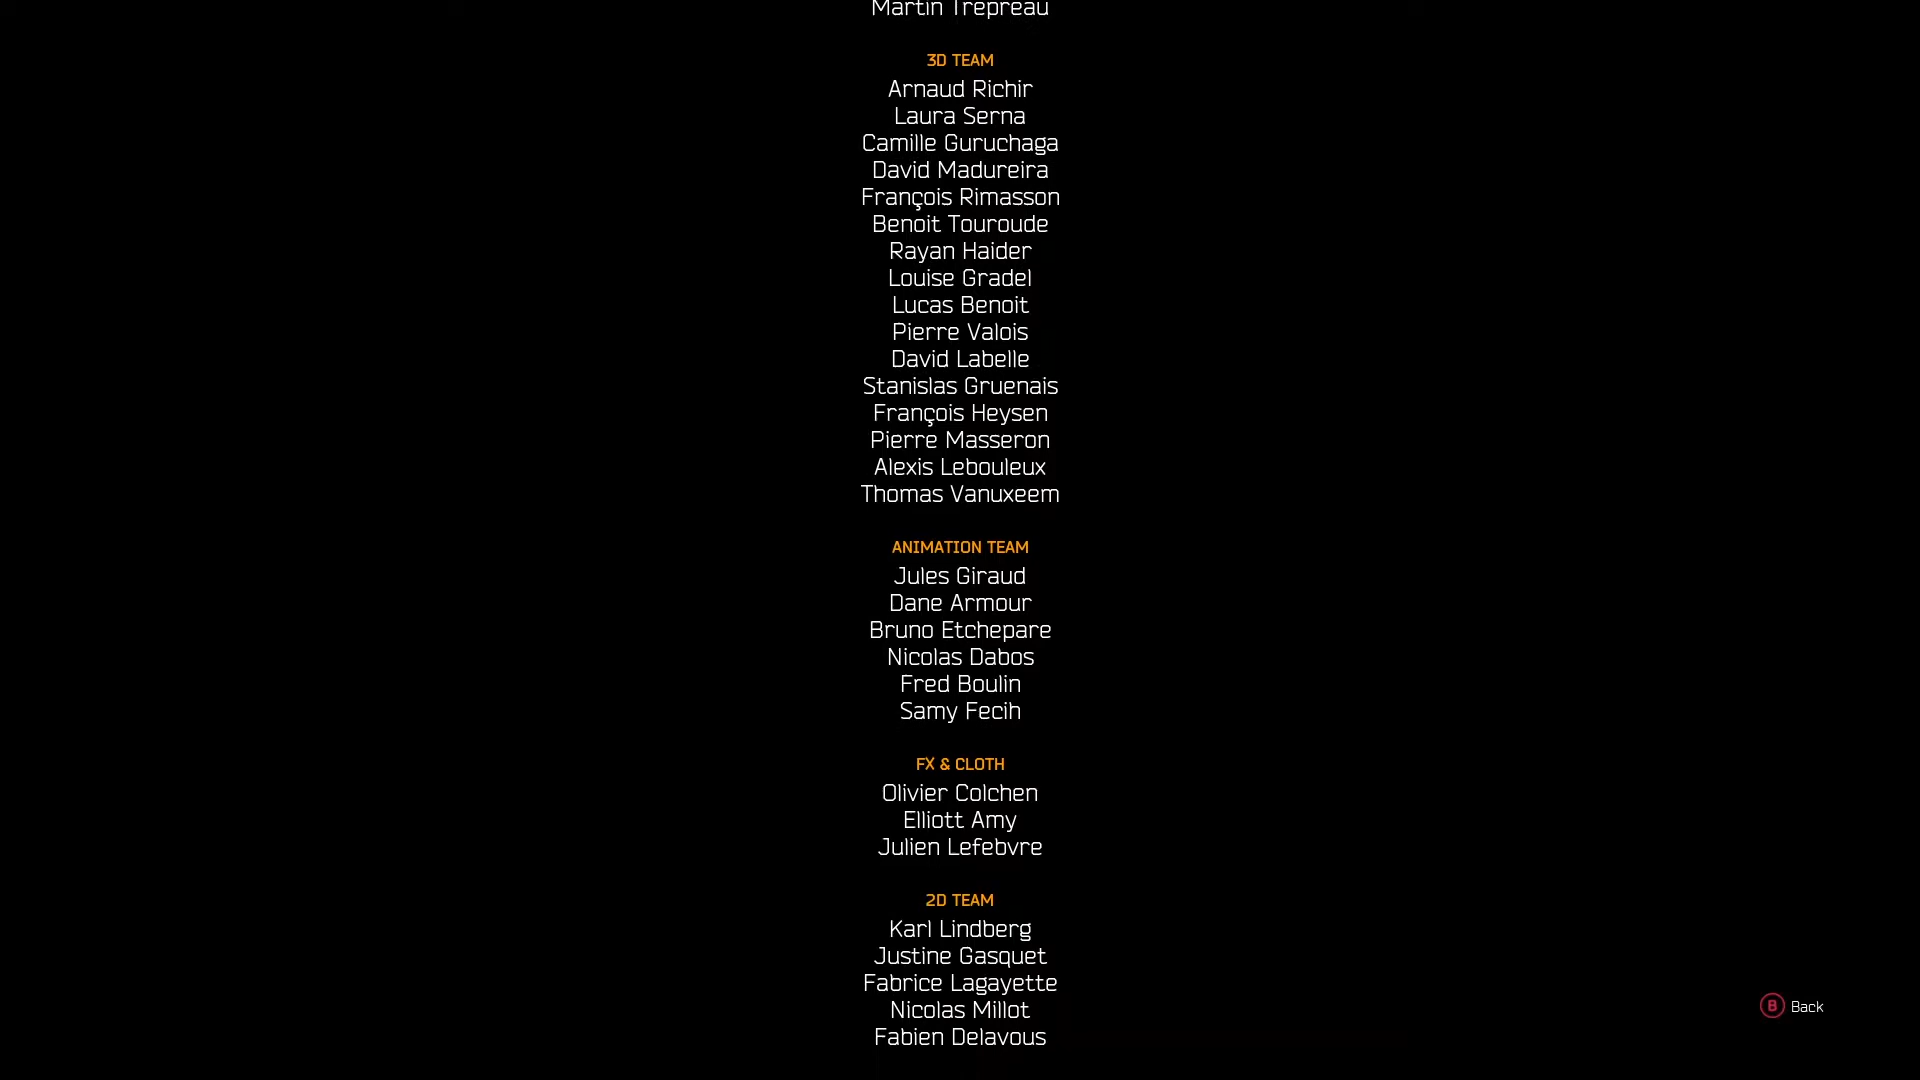 Martin Trepreau
3D TEAM
Arnaud Richir
Laura Serna
Camille Guruchaga
David Madureira
François Rimasson
Benoit Touroude
Rayan Haider
Louise Gradel
Lucas Benoit
Pierre Valois
David Labelle
Stanislas Gruenais
François Heysen
Pierre Masseron
Alexis Lebouleux
Thomas Vanuxeem
ANIMATION TEAM
Jules Giraud
Dane Armour
Bruno Etchepare
Nicolas Dabos
Fred Boulin
Samy Fecih
FX & CLOTH
Olivier Colchen
Elliott Amy
Julien Lefebvre
2D TEAM
Karl Lindberg
Justine Gasquet
Fabrice Lagayette
Nicolas Millot
Fabien Delavous
B Back